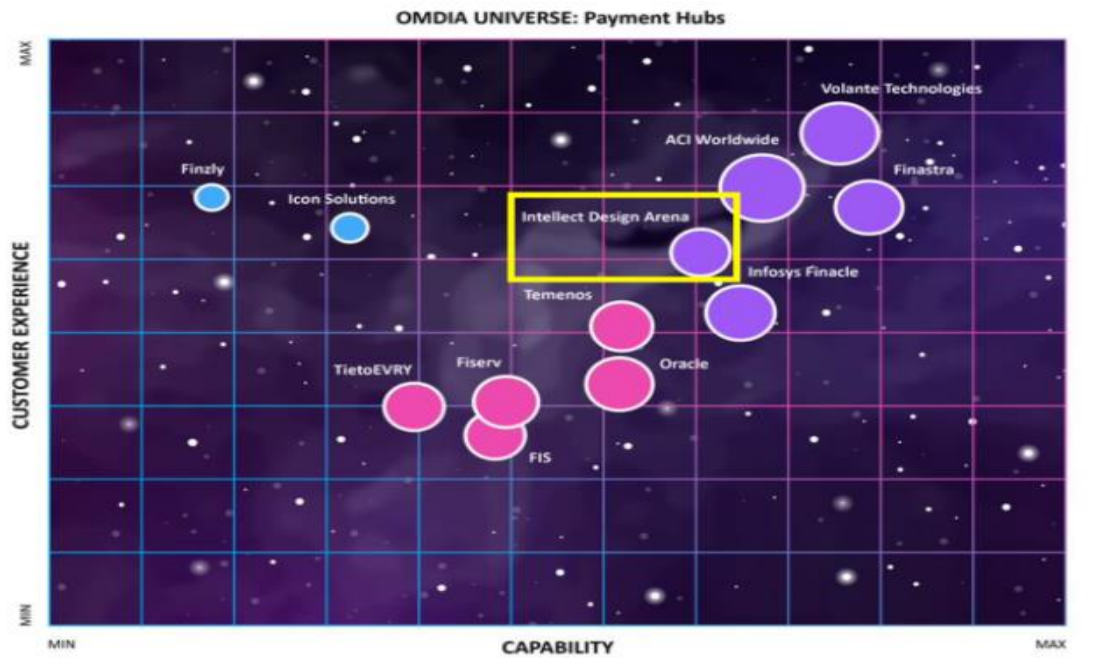 OMDIA UNIVERSE: Payment Hubs
MAX
Volante Technologies
ACI Worldwide
Finzly
Finastra
Icon Solutions
Intellect Design Arena
Infosys Finacle
Temenos
Oracle
Fiserv
TietoEVRY
FIS
CUSTOMER EXPERIENCE
MIN
MIN
CAPABILITY
MAX